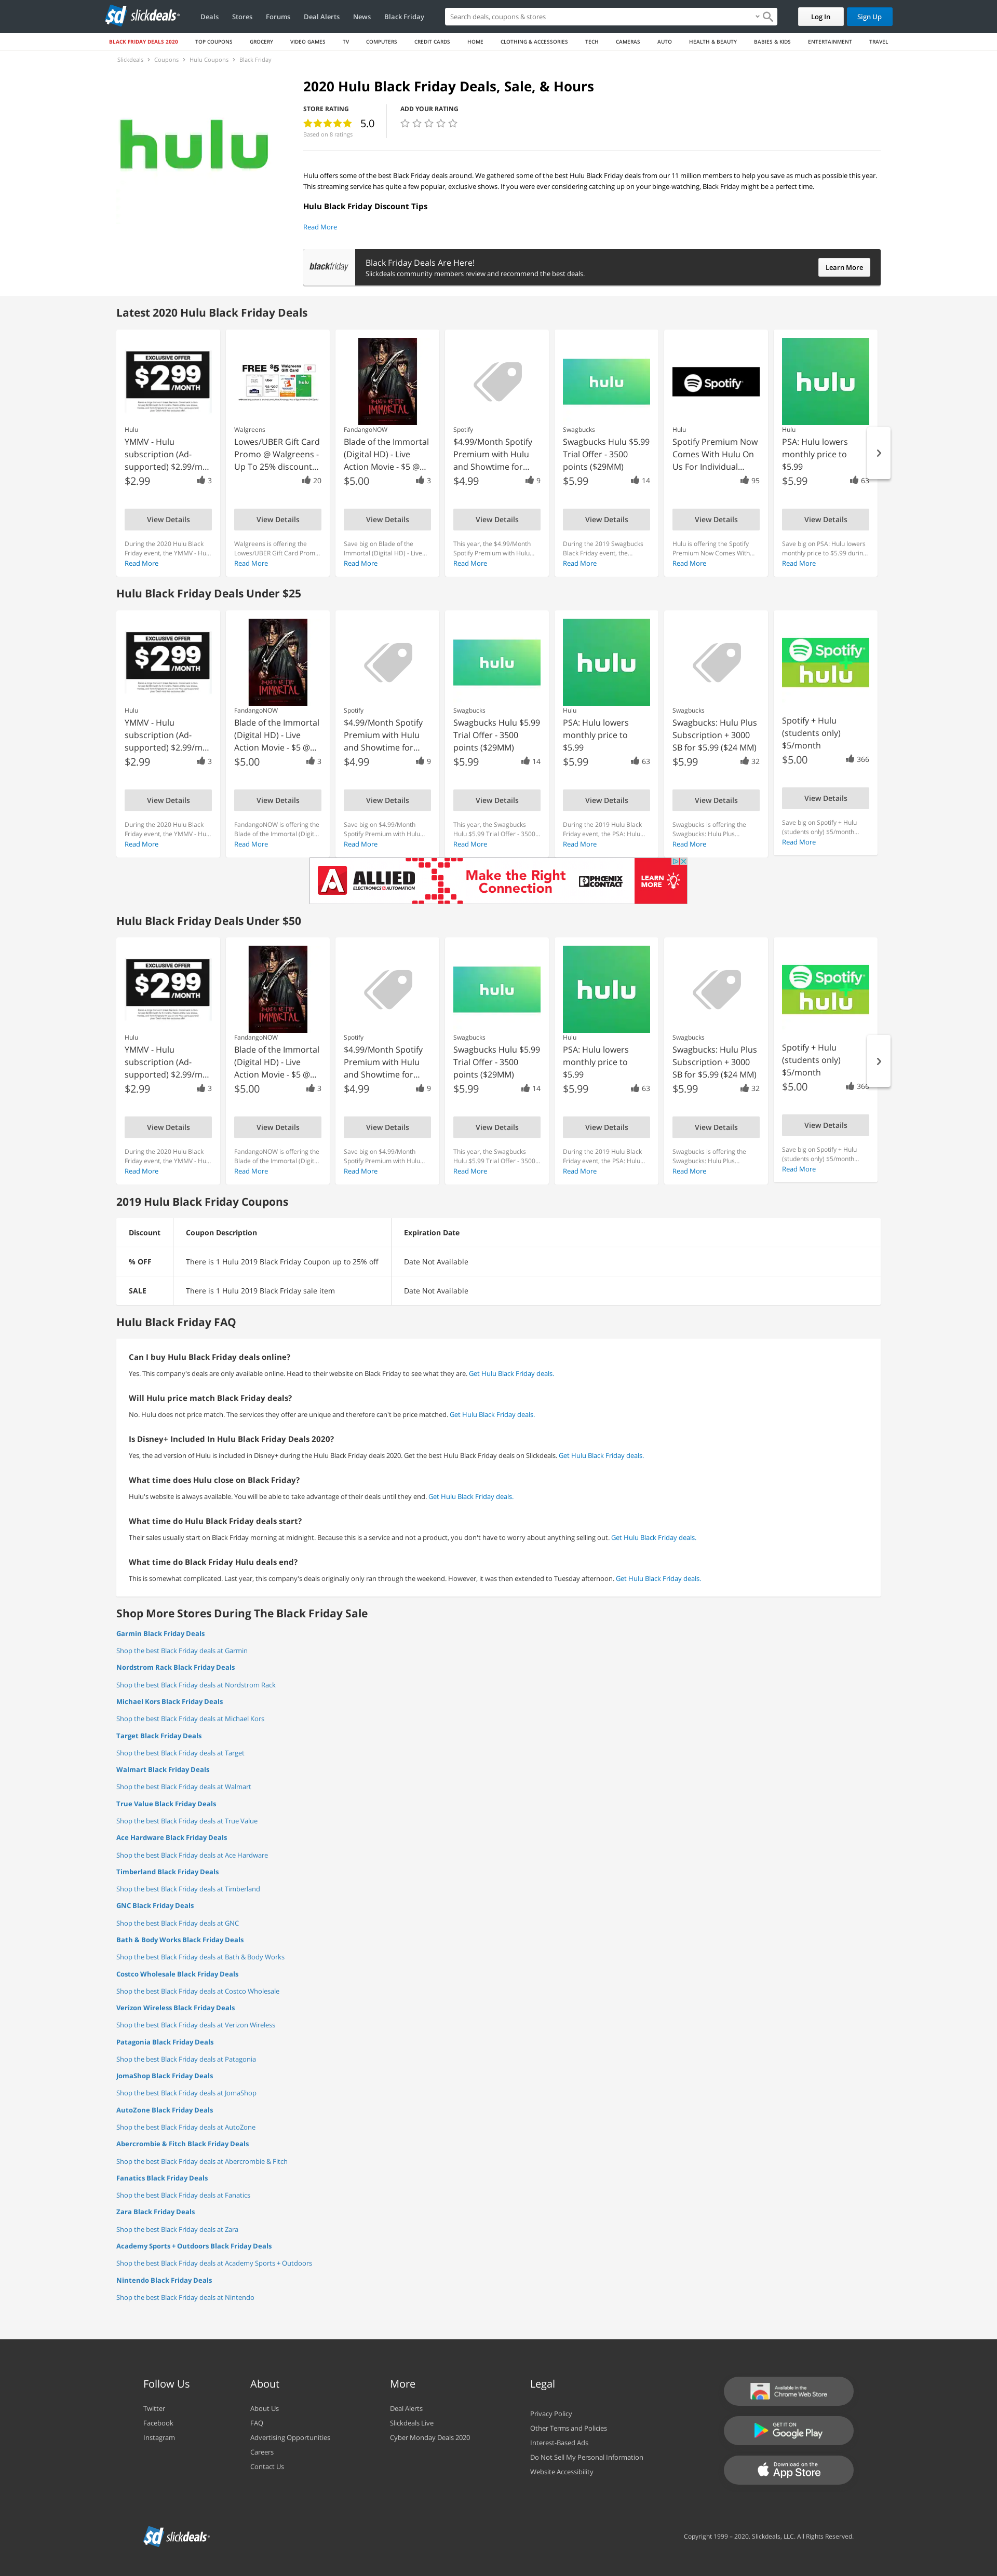 slickdeals
Deals Stores Forums Deal Alerts News Black Friday
Search deals, coupons & stores
Log In Sign Up
BLACK FRIDAY DEALS 2020 TOP COUPONS GROCERY VIDEO GAMES TV COMPUTERS CREDIT CARDS HOME CLOTHING & ACCESSORIES TECH CAMERAS AUTO HEALTH & BEAUTY BABIES & KIDS ENTERTAINMENT TRAVEL
Slickdeals > Coupons > Hulu Coupons > Black Friday
hulu
2020 Hulu Black Friday Deals, Sale, & Hours
STORE RATING
5.0
Based on 8 ratings
ADD YOUR RATING
Hulu offers some of the best Black Friday deals around. We gathered some of the best Hulu Black Friday deals from our 11 million members to help you save as much as possible this year.
This streaming service has quite a few popular, exclusive shows. If you were ever considering catching up on your binge-watching, Black Friday might be a perfect time.
Hulu Black Friday Discount Tips
Read More
blackfriday
Black Friday Deals Are Here!
Slickdeals community members review and recommend the best deals.
Learn More
Latest 2020 Hulu Black Friday Deals
EXCLUSIVE OFFER
$2.99/MONTH
Hulu
YMMV - Hulu
subscription (Ad-
supported) $2.99/m...
$2.99 3
View Details
During the 2020 Hulu Black
Friday event, the YMMV - Hu...
Read More
FREE $5 Walgreens Gift Card
Walgreens
Lowes/UBER Gift Card
Promo @ Walgreens -
Up To 25% discount...
20
View Details
Walgreens is offering the
Lowes/UBER Gift Card Prom...
Read More
BLADE OF THE
IMMORTAL
FandangoNOW
Blade of the Immortal
(Digital HD) - Live
Action Movie - $5 @...
$5.00 3
View Details
Save big on Blade of the
Immortal (Digital HD) - Live...
Read More
Spotify
$4.99/Month Spotify
Premium with Hulu
and Showtime for...
$4.99 9
View Details
This year, the $4.99/Month
Spotify Premium with Hulu...
Read More
hulu
Swagbucks
Swagbucks Hulu $5.99
Trial Offer - 3500
points ($29MM)
$5.99 14
View Details
During the 2019 Swagbucks
Black Friday event, the...
Read More
Spotify
Hulu
Spotify Premium Now
Comes With Hulu On
Us For Individual...
95
View Details
Hulu is offering the Spotify
Premium Now Comes With...
Read More
hulu
Hulu
PSA: Hulu lowers
monthly price to
$5.99
$5.99 63
View Details
Save big on PSA: Hulu lowers
monthly price to $5.99 durin...
Read More
Hulu Black Friday Deals Under $25
EXCLUSIVE OFFER
$2.99/MONTH
Hulu
YMMV - Hulu
subscription (Ad-
supported) $2.99/m...
$2.99 3
View Details
During the 2020 Hulu Black
Friday event, the YMMV - Hu...
Read More
BLADE OF THE
IMMORTAL
FandangoNOW
Blade of the Immortal
(Digital HD) - Live
Action Movie - $5 @...
$5.00 3
View Details
FandangoNOW is offering the
Blade of the Immortal (Digit...
Read More
Spotify
$4.99/Month Spotify
Premium with Hulu
and Showtime for...
$4.99 9
View Details
Save big on $4.99/Month
Spotify Premium with Hulu...
Read More
hulu
Swagbucks
Swagbucks Hulu $5.99
Trial Offer - 3500
points ($29MM)
$5.99 14
View Details
This year, the Swagbucks
Hulu $5.99 Trial Offer - 3500...
Read More
hulu
Hulu
PSA: Hulu lowers
monthly price to
$5.99
$5.99 63
View Details
During the 2019 Hulu Black
Friday event, the PSA: Hulu...
Read More
Swagbucks
Swagbucks: Hulu Plus
Subscription + 3000
SB for $5.99 ($24 MM)
$5.99 32
View Details
Swagbucks is offering the
Swagbucks: Hulu Plus...
Read More
Spotify
hulu
Spotify + Hulu
(students only)
$5/month
$5.00 366
View Details
Save big on Spotify + Hulu
(students only) $5/month...
Read More
ALLIED
ELECTRONICS & AUTOMATION
Make the Right
Connection
PHOENIX
CONTACT
LEARN
MORE
Hulu Black Friday Deals Under $50
EXCLUSIVE OFFER
$2.99/MONTH
Hulu
YMMV - Hulu
subscription (Ad-
supported) $2.99/m...
$2.99 3
View Details
During the 2020 Hulu Black
Friday event, the YMMV - Hu...
Read More
BLADE OF THE
IMMORTAL
FandangoNOW
Blade of the Immortal
(Digital HD) - Live
Action Movie - $5 @...
$5.00 3
View Details
FandangoNOW is offering the
Blade of the Immortal (Digit...
Read More
Spotify
$4.99/Month Spotify
Premium with Hulu
and Showtime for...
$4.99 9
View Details
Save big on $4.99/Month
Spotify Premium with Hulu...
Read More
hulu
Swagbucks
Swagbucks Hulu $5.99
Trial Offer - 3500
points ($29MM)
$5.99 14
View Details
This year, the Swagbucks
Hulu $5.99 Trial Offer - 3500...
Read More
hulu
Hulu
PSA: Hulu lowers
monthly price to
$5.99
$5.99 63
View Details
During the 2019 Hulu Black
Friday event, the PSA: Hulu...
Read More
Swagbucks
Swagbucks: Hulu Plus
Subscription + 3000
SB for $5.99 ($24 MM)
$5.99 32
View Details
Swagbucks is offering the
Swagbucks: Hulu Plus...
Read More
Spotify
hulu
Spotify + Hulu
(students only)
$5/month
$5.00 366
View Details
Save big on Spotify + Hulu
(students only) $5/month...
Read More
2019 Hulu Black Friday Coupons
Discount Coupon Description Expiration Date
% OFF There is 1 Hulu 2019 Black Friday Coupon up to 25% off Date Not Available
SALE There is 1 Hulu 2019 Black Friday sale item Date Not Available
Hulu Black Friday FAQ
Can I buy Hulu Black Friday deals online?
Yes. This company's deals are only available online. Head to their website on Black Friday to see what they are. Get Hulu Black Friday deals.
Will Hulu price match Black Friday deals?
No. Hulu does not price match. The services they offer are unique and therefore can't be price matched. Get Hulu Black Friday deals.
Is Disney+ Included In Hulu Black Friday Deals 2020?
Yes, the ad version of Hulu is included in Disney+ during the Hulu Black Friday deals 2020. Get the best Hulu Black Friday deals on Slickdeals. Get Hulu Black Friday deals.
What time does Hulu close on Black Friday?
Hulu's website is always available. You will be able to take advantage of their deals until they end. Get Hulu Black Friday deals.
What time do Hulu Black Friday deals start?
Their sales usually start on Black Friday morning at midnight. Because this is a service and not a product, you don't have to worry about anything selling out. Get Hulu Black Friday deals.
What time do Black Friday Hulu deals end?
This is somewhat complicated. Last year, this company's deals originally only ran through the weekend. However, it was then extended to Tuesday afternoon. Get Hulu Black Friday deals.
Shop More Stores During The Black Friday Sale
Garmin Black Friday Deals
Shop the best Black Friday deals at Garmin
Nordstrom Rack Black Friday Deals
Shop the best Black Friday deals at Nordstrom Rack
Michael Kors Black Friday Deals
Shop the best Black Friday deals at Michael Kors
Target Black Friday Deals
Shop the best Black Friday deals at Target
Walmart Black Friday Deals
Shop the best Black Friday deals at Walmart
True Value Black Friday Deals
Shop the best Black Friday deals at True Value
Ace Hardware Black Friday Deals
Shop the best Black Friday deals at Ace Hardware
Timberland Black Friday Deals
Shop the best Black Friday deals at Timberland
GNC Black Friday Deals
Shop the best Black Friday deals at GNC
Bath & Body Works Black Friday Deals
Shop the best Black Friday deals at Bath & Body Works
Costco Wholesale Black Friday Deals
Shop the best Black Friday deals at Costco Wholesale
Verizon Wireless Black Friday Deals
Shop the best Black Friday deals at Verizon Wireless
Patagonia Black Friday Deals
Shop the best Black Friday deals at Patagonia
JomaShop Black Friday Deals
Shop the best Black Friday deals at JomaShop
AutoZone Black Friday Deals
Shop the best Black Friday deals at AutoZone
Abercrombie & Fitch Black Friday Deals
Shop the best Black Friday deals at Abercrombie & Fitch
Fanatics Black Friday Deals
Shop the best Black Friday deals at Fanatics
Zara Black Friday Deals
Shop the best Black Friday deals at Zara
Academy Sports + Outdoors Black Friday Deals
Shop the best Black Friday deals at Academy Sports + Outdoors
Nintendo Black Friday Deals
Shop the best Black Friday deals at Nintendo
Follow Us
Twitter
Facebook
Instagram
About
About Us
FAQ
Advertising Opportunities
Careers
Contact Us
More
Deal Alerts
Slickdeals Live
Cyber Monday Deals 2020
Legal
Privacy Policy
Other Terms and Policies
Interest-Based Ads
Do Not Sell My Personal Information
Website Accessibility
Available in the
Chrome Web Store
GET IT ON
Google Play
Download on the
App Store
slickdeals
Copyright 1999 – 2020. Slickdeals, LLC. All Rights Reserved.